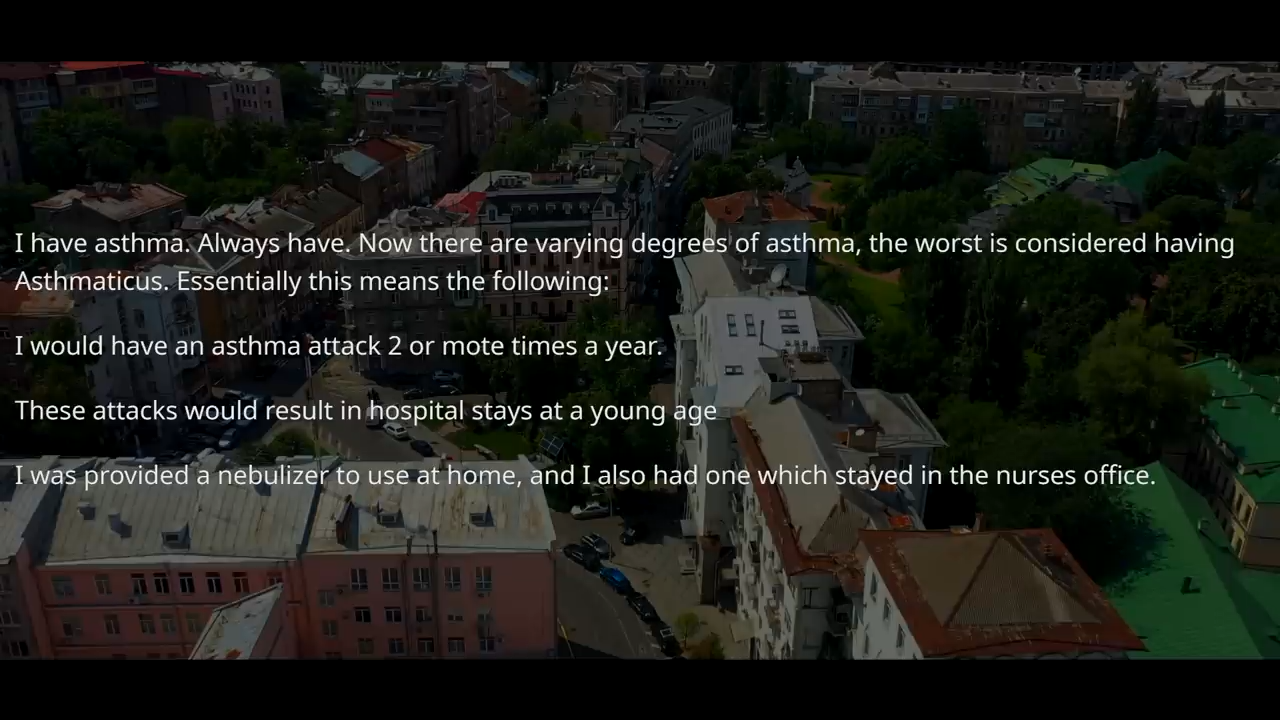 I have asthma. Always have. Now there are varying degrees of asthma, the worst is considered having
Asthmaticus. Essentially this means the following:
I would have an asthma attack 2 or mote times a year.
These attacks would result in hospital stays at a young age
I was provided a nebulizer to use at home, and I also had one which stayed in the nurses office.